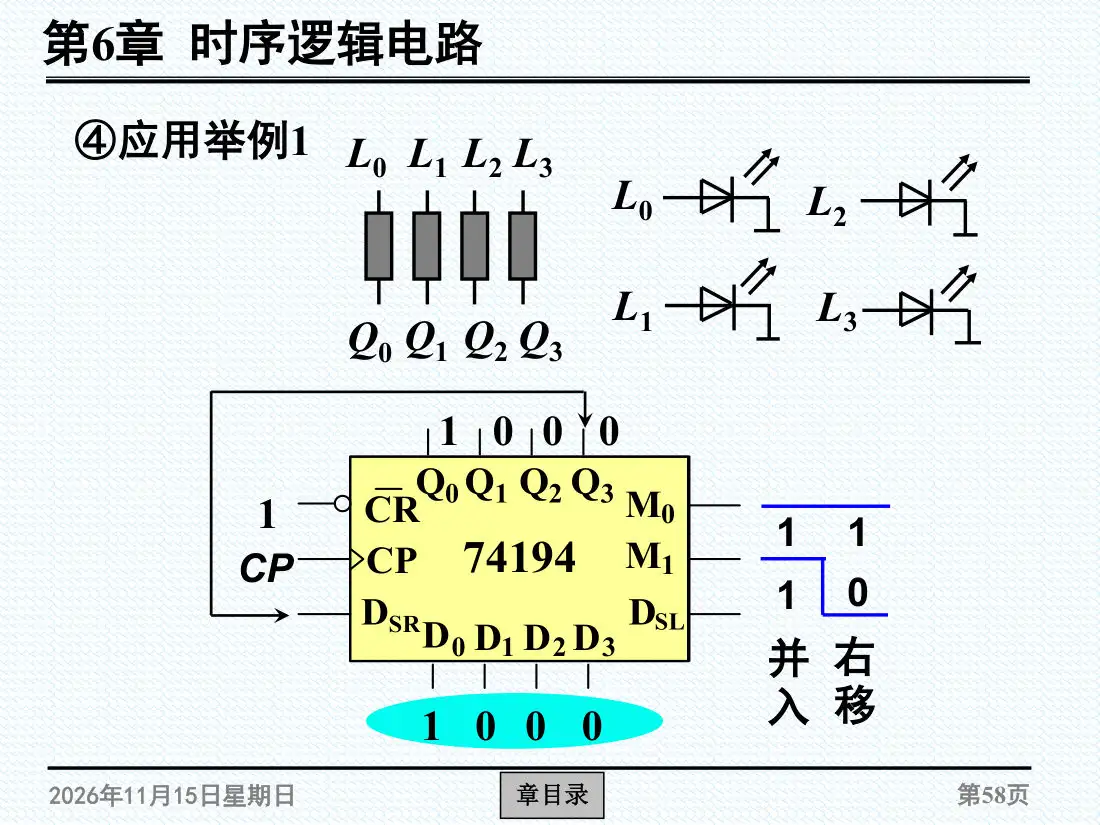 第6章 时序逻辑电路
④应用举例1
L0 L1 L2 L3
L0
L2
L1
L3
Q0 Q1 Q2 Q3
1 0 0 0
Q0 Q1 Q2 Q3
1
CR
M0
1 1
CP
CP
74194
M1
1 0
DSR
DSL
D0 D1 D2 D3
并入
右移
1 0 0 0
2026年11月15日星期日
章目录
第58页